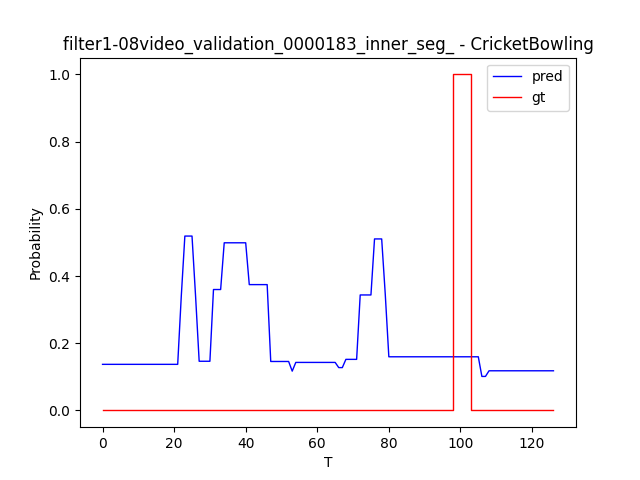 filter1-08video_validation_0000183_inner_seg_ - CricketBowling
pred
gt
1.0
0.8
0.6
0.4
0.2
0.0
Probability
0 20 40 60 80 100 120
T